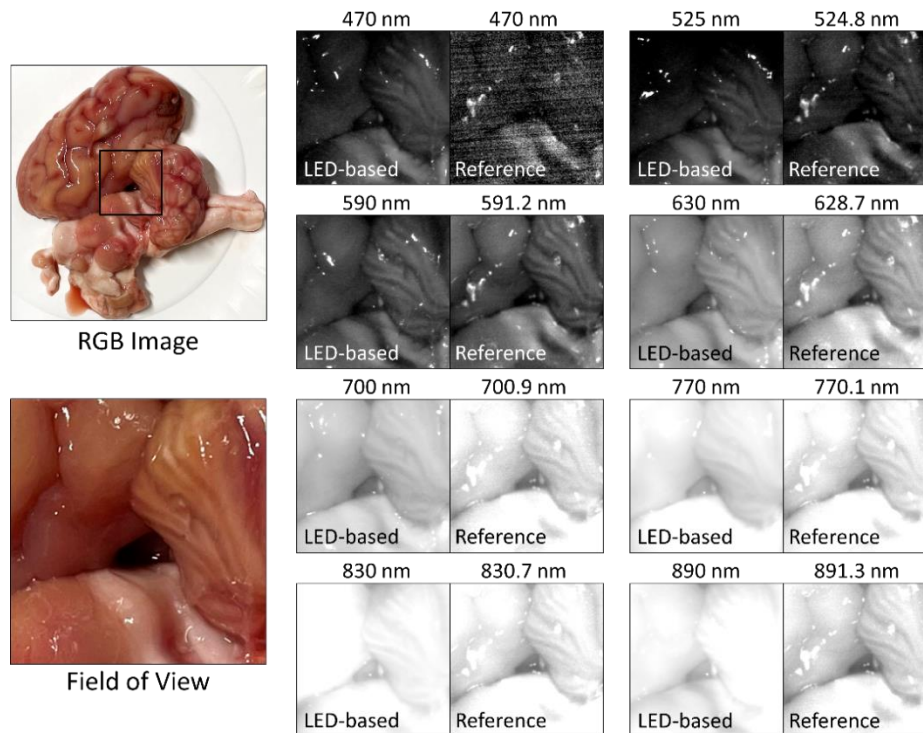 470 nm 470 nm 525 nm 524.8 nm
LED-based Reference LED-based Reference
590 nm 591.2 nm 630 nm 628.7 nm
LED-based Reference LED-based Reference
RGB Image
700 nm 700.9 nm 770 nm 770.1 nm
LED-based Reference LED-based Reference
830 nm 830.7 nm 890 nm 891.3 nm
LED-based Reference LED-based Reference
Field of View